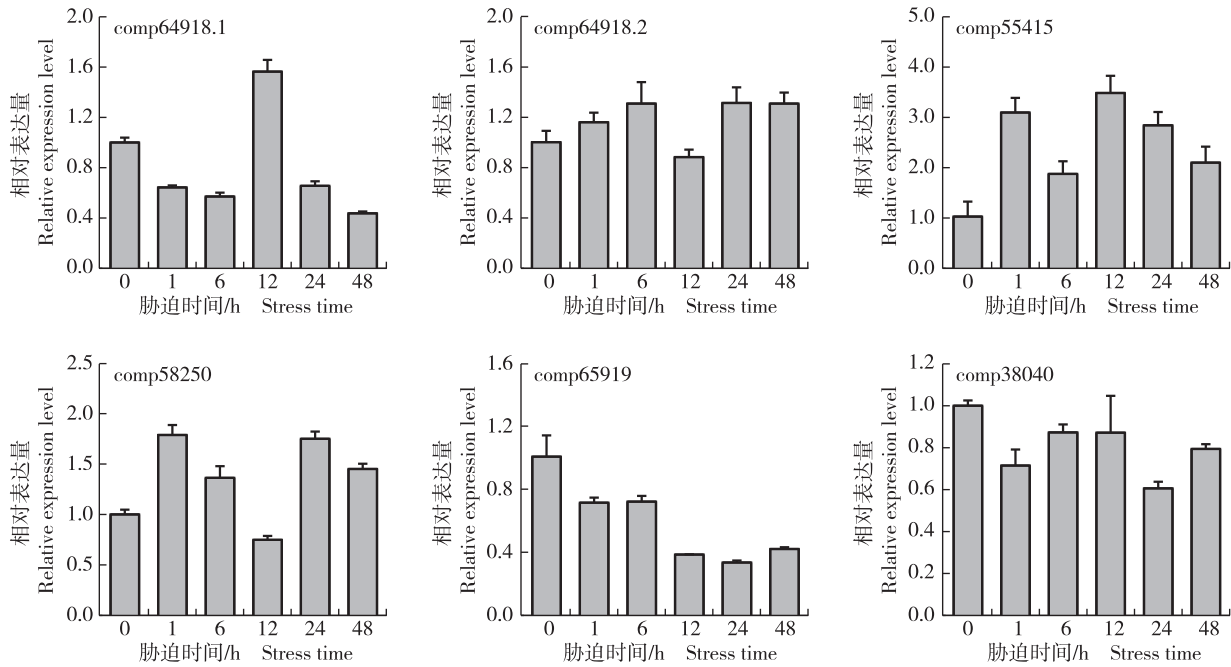 comp64918.1
相对表达量
Relative expression level
2.0
1.6
1.2
0.8
0.4
0.0
0 1 6 12 24 48
胁迫时间/h Stress time
comp64918.2
相对表达量
Relative expression level
2.0
1.6
1.2
0.8
0.4
0.0
0 1 6 12 24 48
胁迫时间/h Stress time
comp55415
相对表达量
Relative expression level
5.0
4.0
3.0
2.0
1.0
0.0
0 1 6 12 24 48
胁迫时间/h Stress time
comp58250
相对表达量
Relative expression level
2.5
2.0
1.5
1.0
0.5
0.0
0 1 6 12 24 48
胁迫时间/h Stress time
comp65919
相对表达量
Relative expression level
1.6
1.2
0.8
0.4
0.0
0 1 6 12 24 48
胁迫时间/h Stress time
comp38040
相对表达量
Relative expression level
1.2
1.0
0.8
0.6
0.4
0.2
0.0
0 1 6 12 24 48
胁迫时间/h Stress time